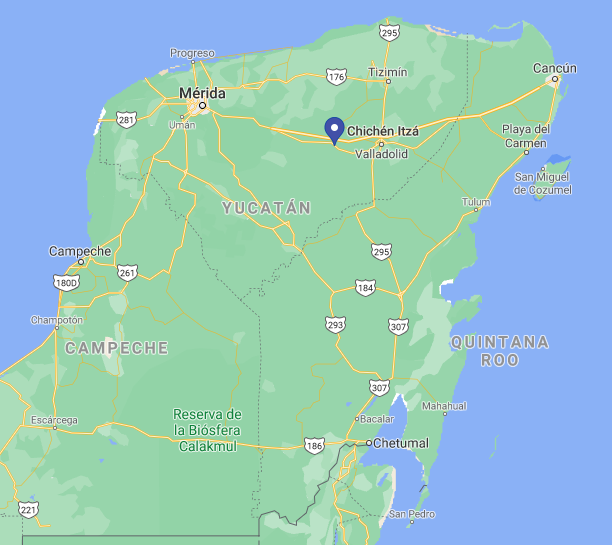 295
Progreso
176
Tizimín
Cancún
Mérida
281
Umán
Chichén Itzá
Valladolid
Playa del
Carmen
San Miguel
de Cozumel
YUCATÁN
Tulum
Campeche
295
261
180D
184
Champotón
293
307
CAMPECHE
QUINTANA
ROO
307
Mahahual
Reserva de
la Biósfera
Calakmul
Bacalar
Escárcega
186
Chetumal
221
San Pedro